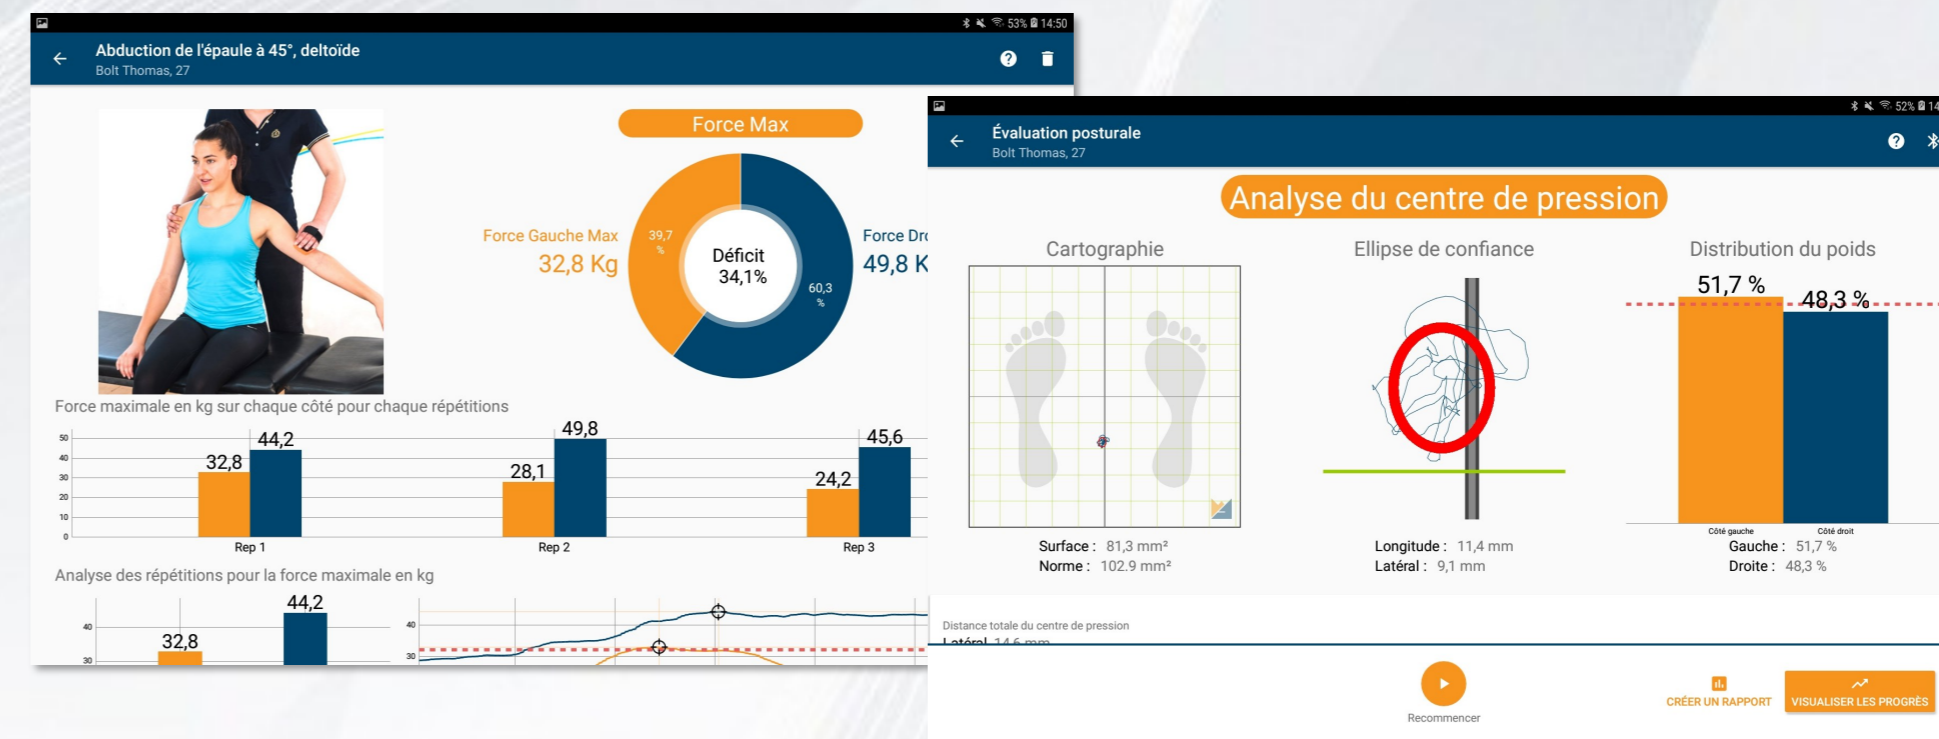 53% 14:50
Abduction de l'épaule à 45°, deltoïde
Bolt Thomas, 27
Force Max
Force Gauche Max
32,8 Kg
39,7
%
Déficit
34,1%
60,3
%
Force Dro
49,8 K
Force maximale en kg sur chaque côté pour chaque répétitions
50
40
30
20
10
0
32,8
44,2
28,1
49,8
24,2
45,6
Rep 1
Rep 2
Rep 3
Analyse des répétitions pour la force maximale en kg
40
30
32,8
44,2
40
30
52% 14
Évaluation posturale
Bolt Thomas, 27
Analyse du centre de pression
Cartographie
Surface : 81,3 mm²
Norme : 102.9 mm²
Ellipse de confiance
Longitude : 11,4 mm
Latéral : 9,1 mm
Distribution du poids
51,7 %
48,3 %
Côté gauche
Côté droit
Gauche : 51,7 %
Droite : 48,3 %
Distance totale du centre de pression
Latéral 14,6 mm
Recommencer
CRÉER UN RAPPORT
VISUALISER LES PROGRÈS